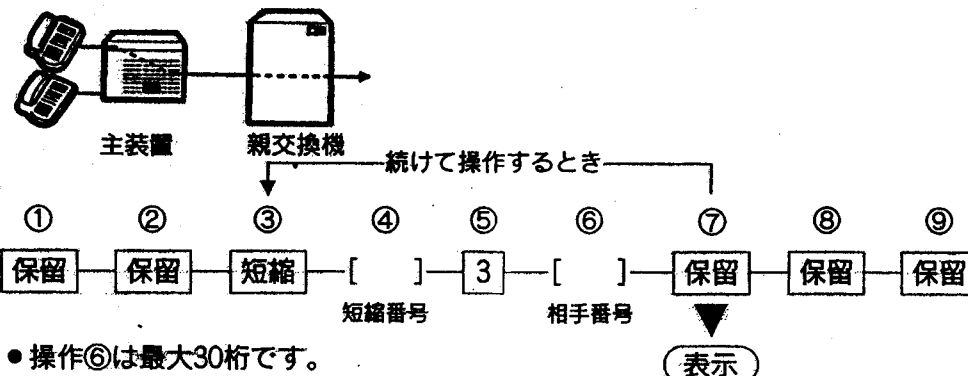 主装置 親交換機
続けて操作するとき
① ② ③ ④ ⑤ ⑥ ⑦ ⑧ ⑨
保留 保留 短縮 [ ] 3 [ ] 保留 保留 保留
短縮番号 相手番号
● 操作⑥は最大30桁です。
表示